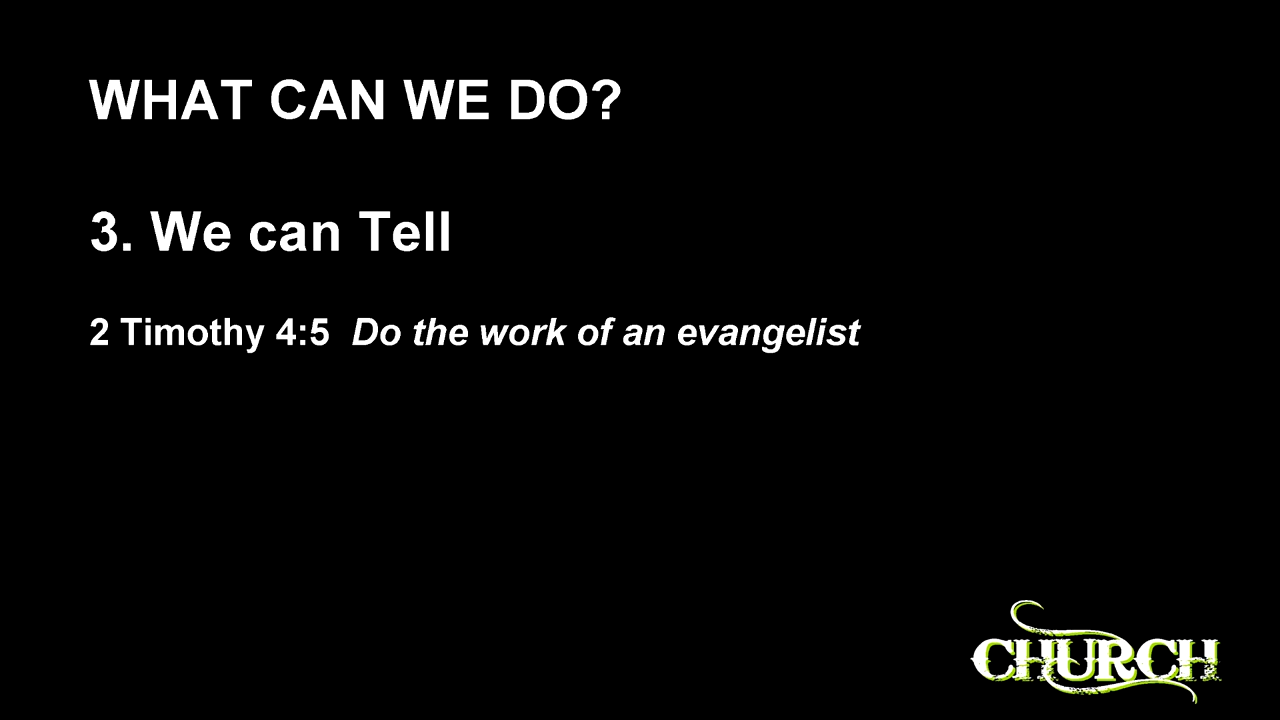 WHAT CAN WE DO?
3. We can Tell
2 Timothy 4:5 Do the work of an evangelist
CHURCH